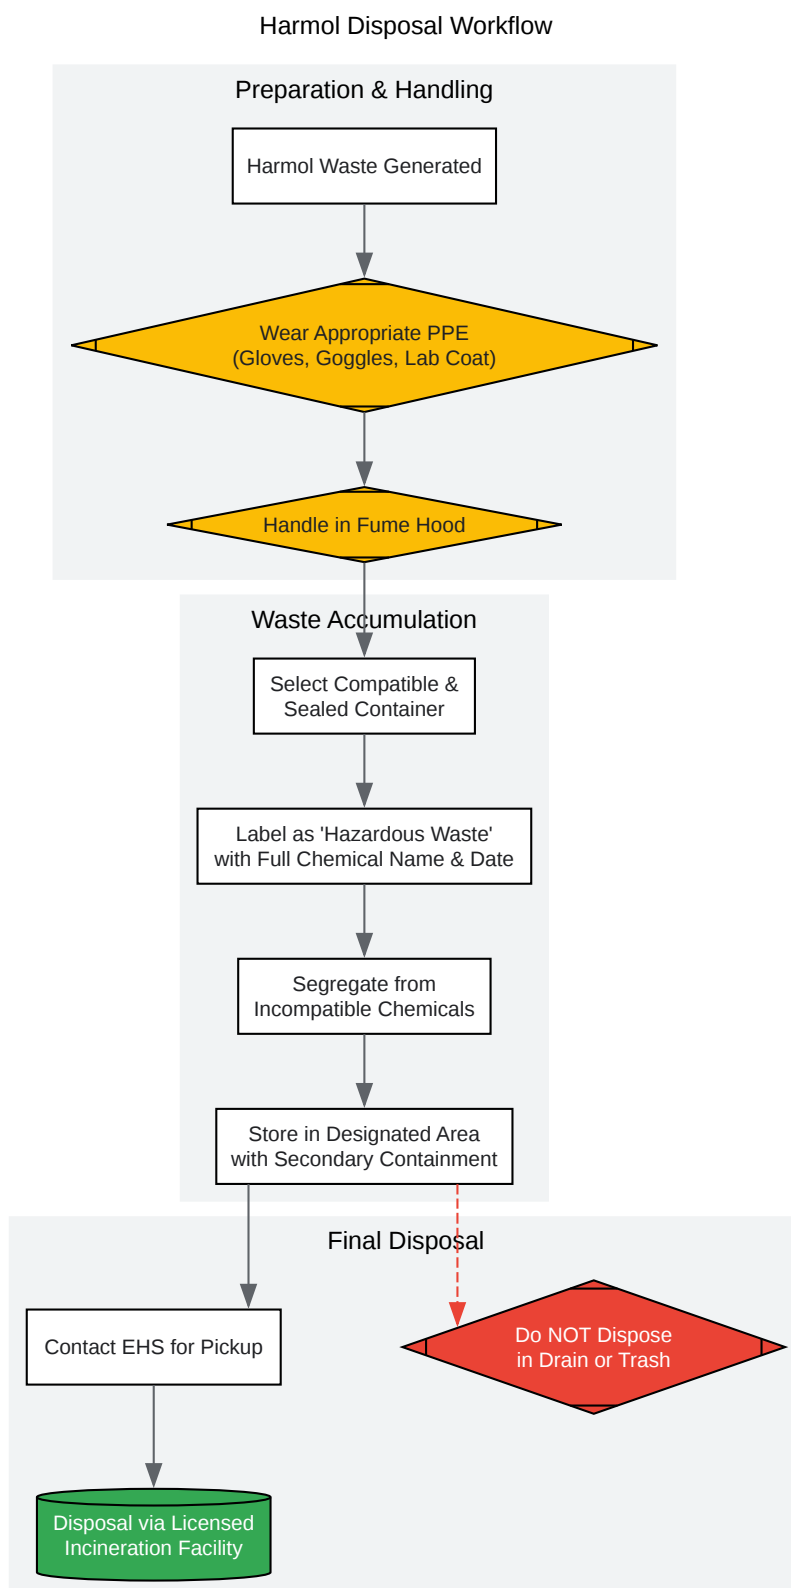 Harmol Disposal Workflow
Preparation & Handling
Harmol Waste Generated
Wear Appropriate PPE
(Gloves, Goggles, Lab Coat)
Handle in Fume Hood
Waste Accumulation
Select Compatible &
Sealed Container
Label as 'Hazardous Waste'
with Full Chemical Name & Date
Segregate from
Incompatible Chemicals
Store in Designated Area
with Secondary Containment
Final Disposal
Contact EHS for Pickup
Do NOT Dispose
in Drain or Trash
Disposal via Licensed
Incineration Facility